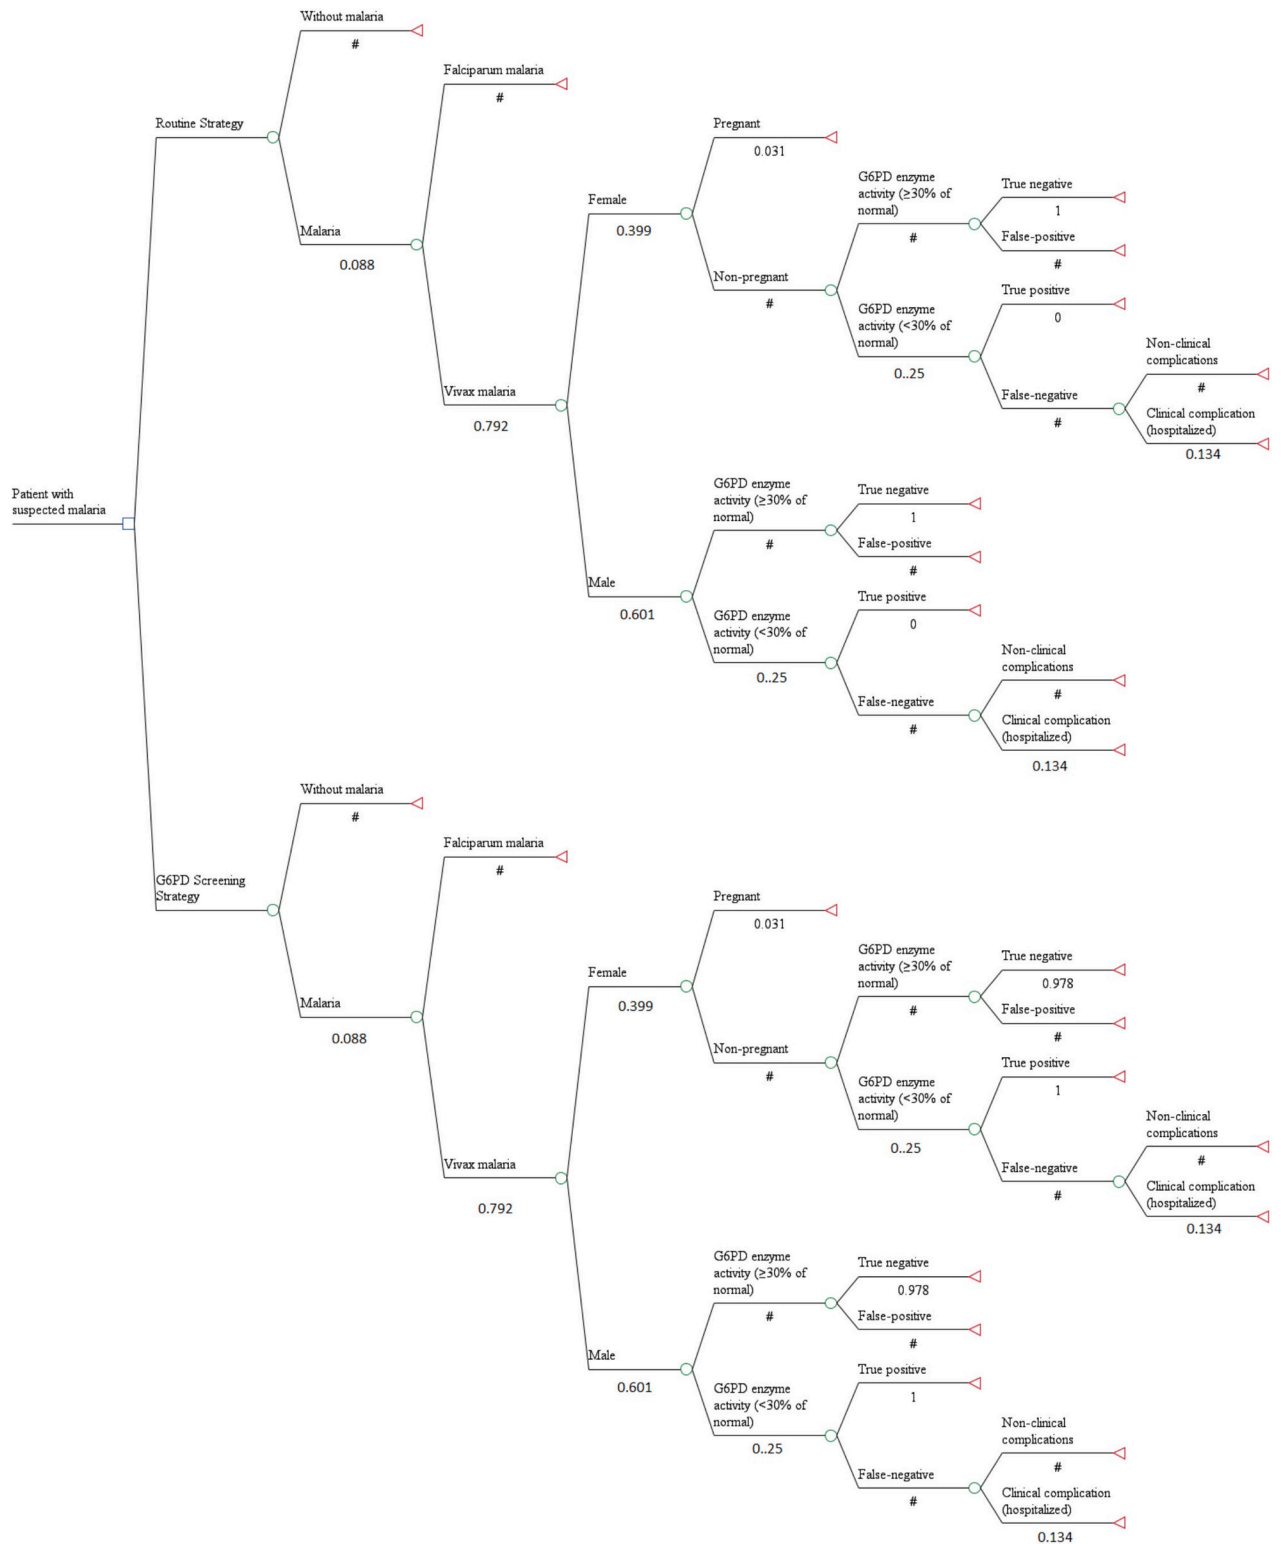 Without malaria
#
Falciparum malaria
#
Routine Strategy
Pregnant
0.031
G6PD enzyme
activity (≥30% of
normal)
#
True negative
1
False-positive
#
Female
0.399
Malaria
0.088
Non-pregnant
#
True positive
0
G6PD enzyme
activity (<30% of
normal)
0..25
Non-clinical
complications
#
False-negative
#
Clinical complication
(hospitalized)
0.134
Vivax malaria
0.792
Patient with
suspected malaria
G6PD enzyme
activity (≥30% of
normal)
#
True negative
1
False-positive
#
Male
0.601
True positive
0
G6PD enzyme
activity (<30% of
normal)
0..25
Non-clinical
complications
#
False-negative
#
Clinical complication
(hospitalized)
0.134
Without malaria
#
Falciparum malaria
#
G6PD Screening
Strategy
Pregnant
0.031
G6PD enzyme
activity (≥30% of
normal)
#
True negative
0.978
False-positive
#
Female
0.399
Malaria
0.088
Non-pregnant
#
True positive
1
G6PD enzyme
activity (<30% of
normal)
0..25
Non-clinical
complications
#
False-negative
#
Clinical complication
(hospitalized)
0.134
Vivax malaria
0.792
G6PD enzyme
activity (≥30% of
normal)
#
True negative
0.978
False-positive
#
Male
0.601
True positive
1
G6PD enzyme
activity (<30% of
normal)
0..25
Non-clinical
complications
#
False-negative
#
Clinical complication
(hospitalized)
0.134